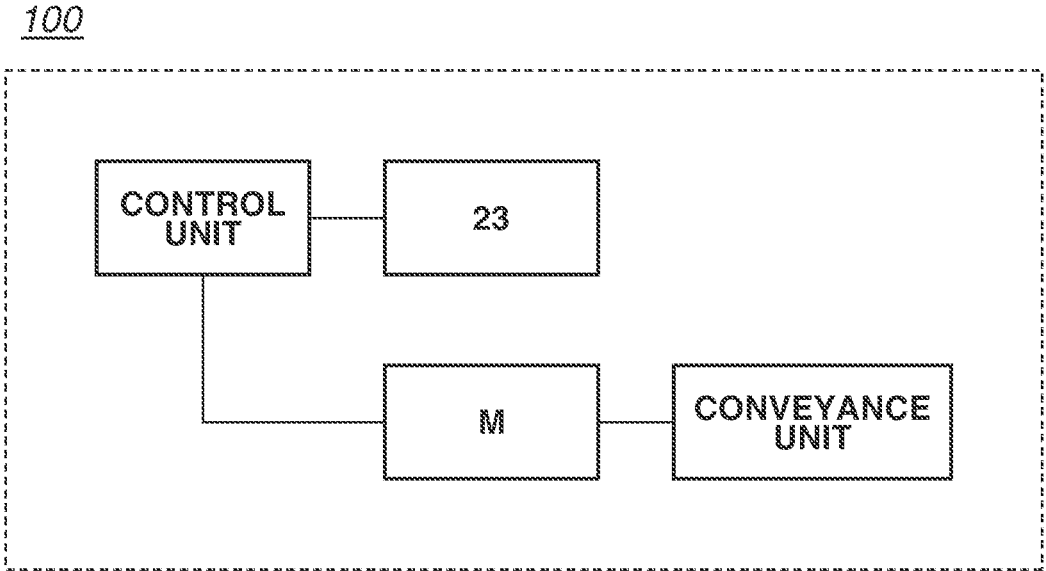 100
CONTROL
UNIT
23
M
CONVEYANCE
UNIT